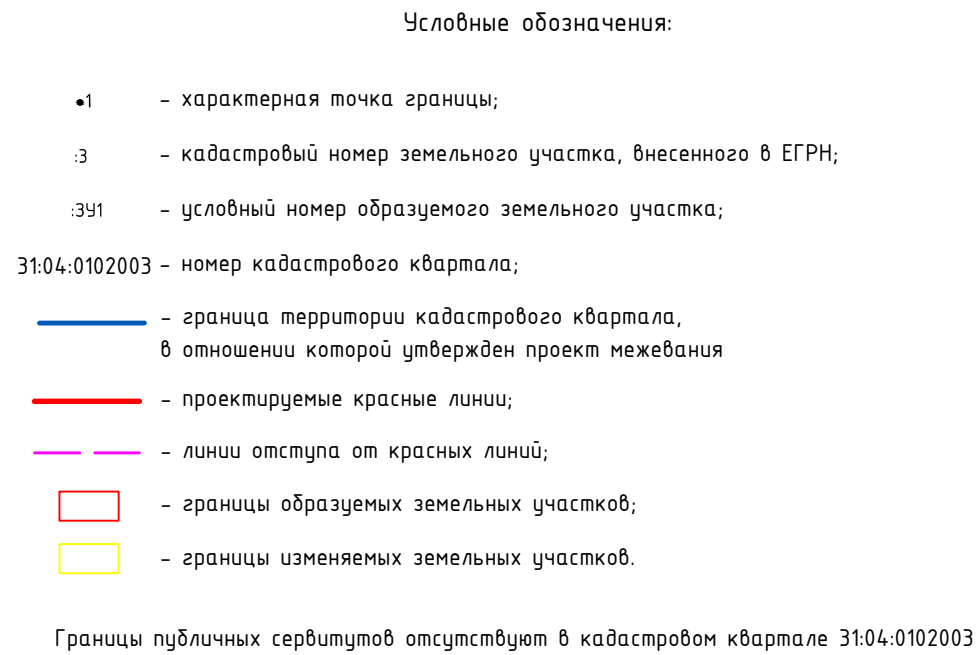 Условные обозначения:
1 – характерная точка границы;
:3 – кадастровый номер земельного участка, внесенного в ЕГРН;
:ЗУ1 – условный номер образуемого земельного участка;
31:04:0102003 – номер кадастрового квартала;
– граница территории кадастрового квартала,
в отношении которой утвержден проект межевания
– проектируемые красные линии;
– линии отступа от красных линий;
– границы образуемых земельных участков;
– границы изменяемых земельных участков.
Границы публичных сервитутов отсутствуют в кадастровом квартале 31:04:0102003